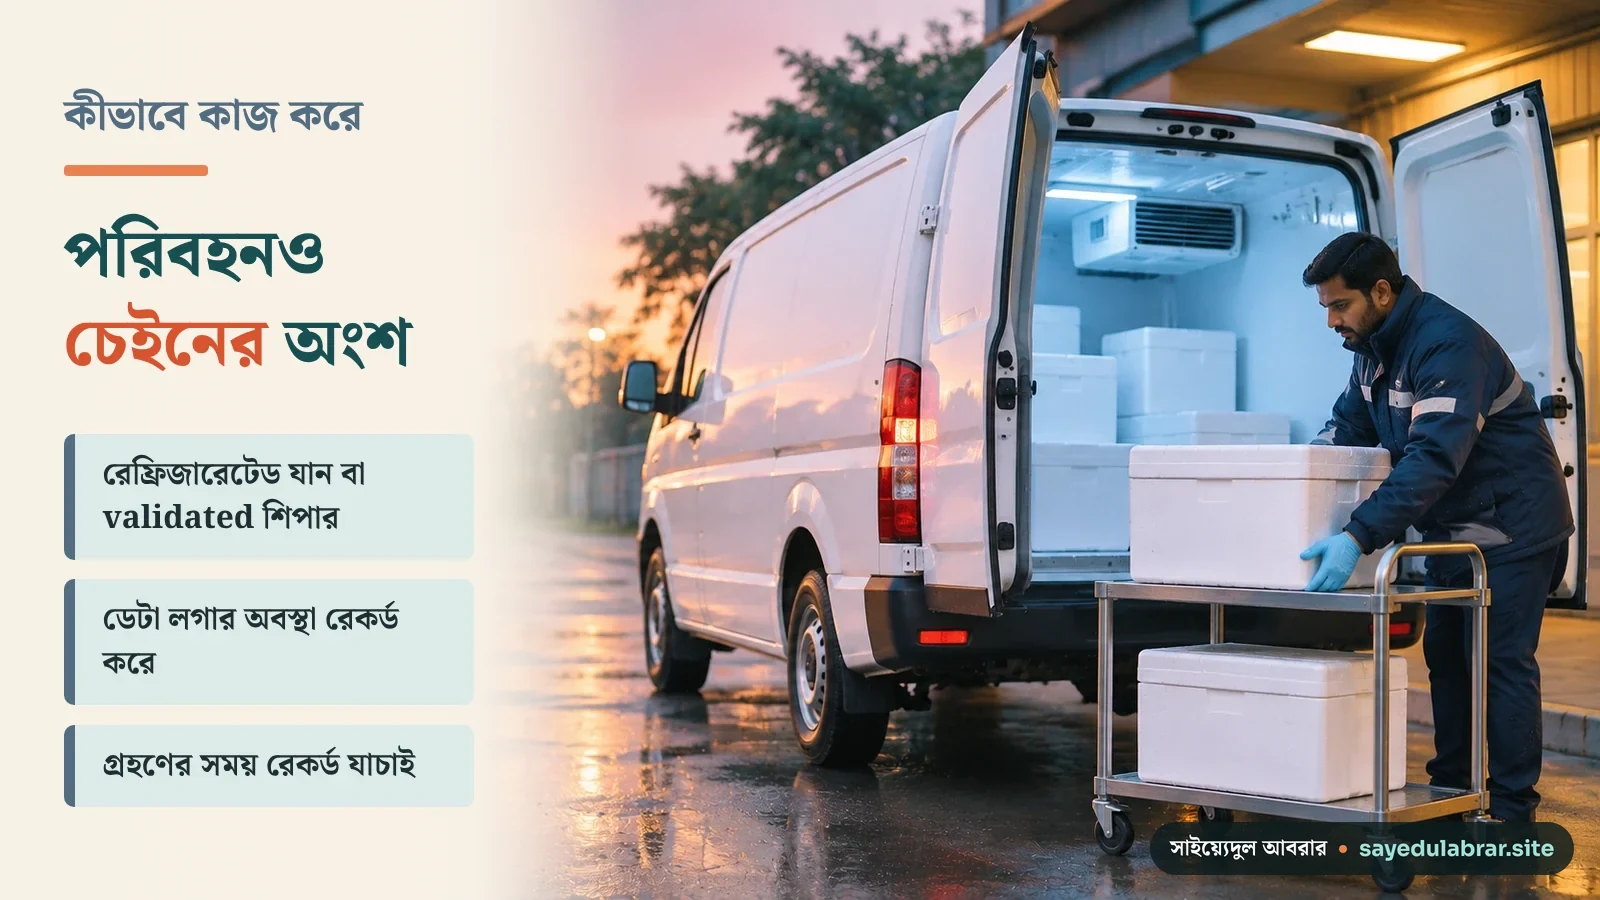 কীভাবে কাজ করে
পরিবহনও
চেইনের অংশ
রেফ্রিজারেটেড যান বা
validated শিপার
ডেটা লগার অবস্থা রেকর্ড
করে
গ্রহণের সময় রেকর্ড যাচাই
সাইয়্যেদুল আবরার • sayedulabrar.site